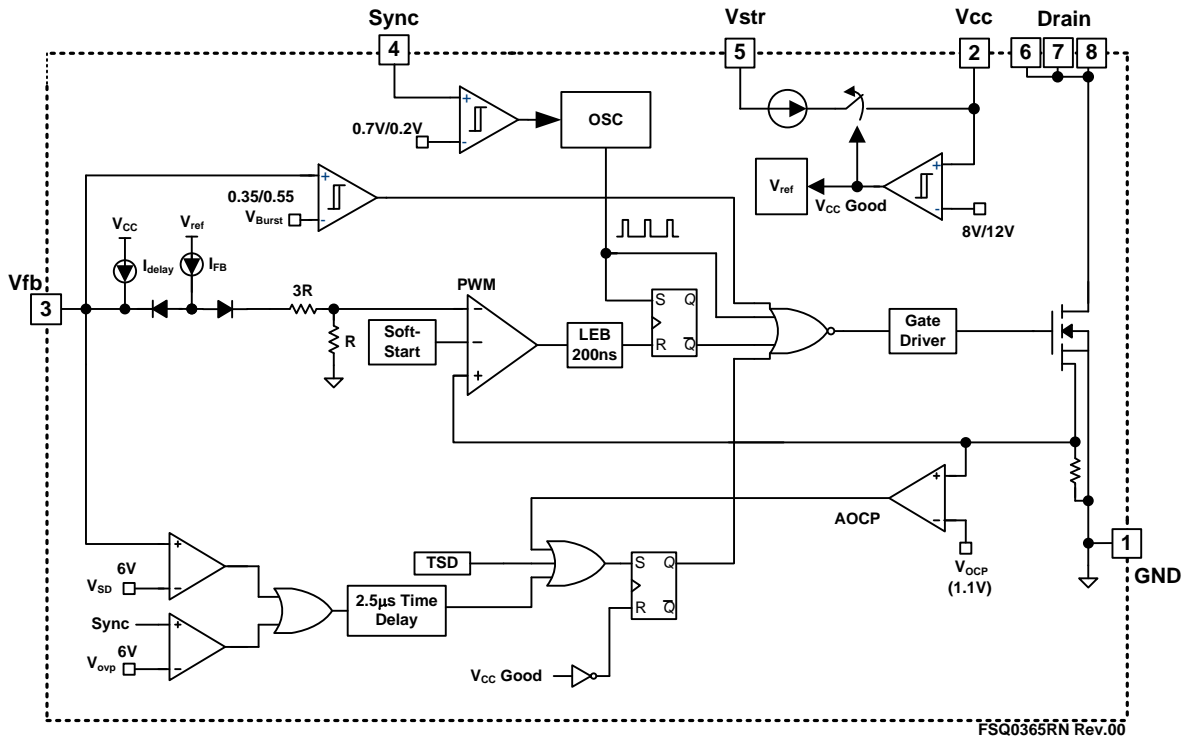 Sync
Vstr
Vcc
Drain
4
5
2
6
7
8
OSC
0.7V/0.2V
+
-
0.35/0.55
VBurst
+
-
Vref
VCC Good
+
-
8V/12V
VCC
Vref
Idelay
IFB
Vfb
3
3R
R
PWM
Soft-
Start
−
−
+
LEB
200ns
S
Q
R
Q
Gate
Driver
AOCP
+
−
VOCP
(1.1V)
1
GND
6V
VSD
+
−
Sync
6V
Vovp
+
−
2.5μs Time
Delay
TSD
S
Q
R
Q
VCC Good
FSQ0365RN Rev.00